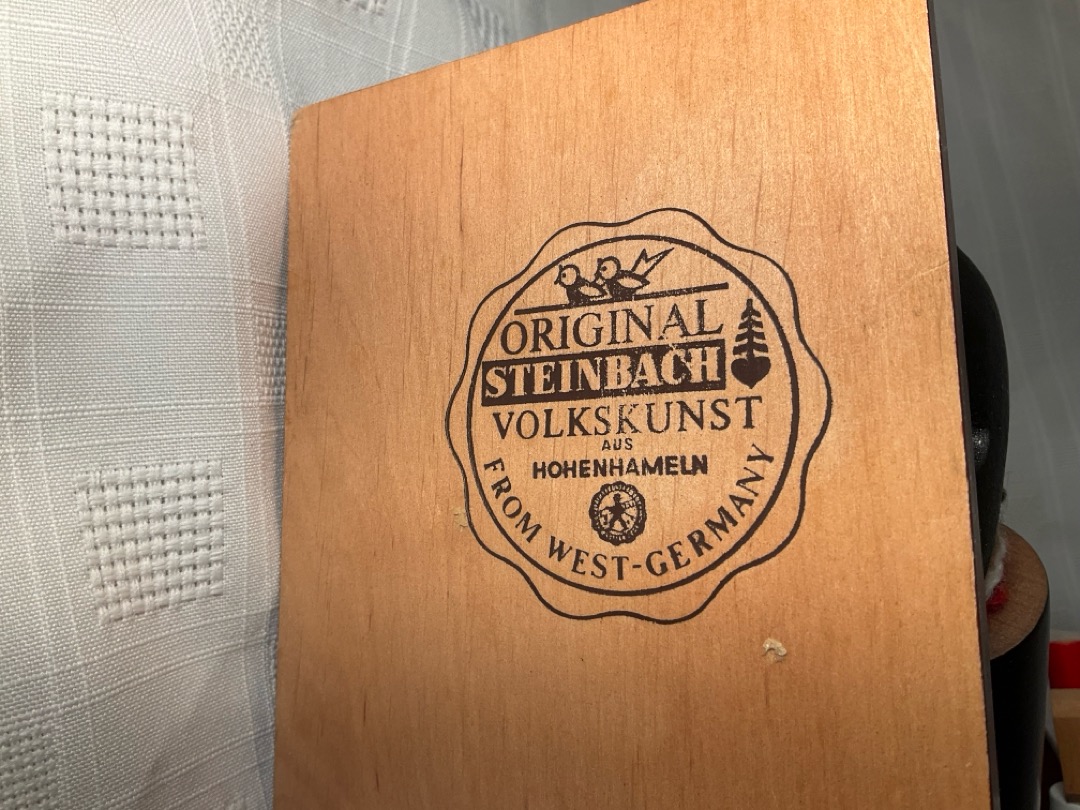 ORIGINAL
STEINBACH
VOLKSKUNST
AUS
HOHENHAMELN
FROM WEST-GERMANY